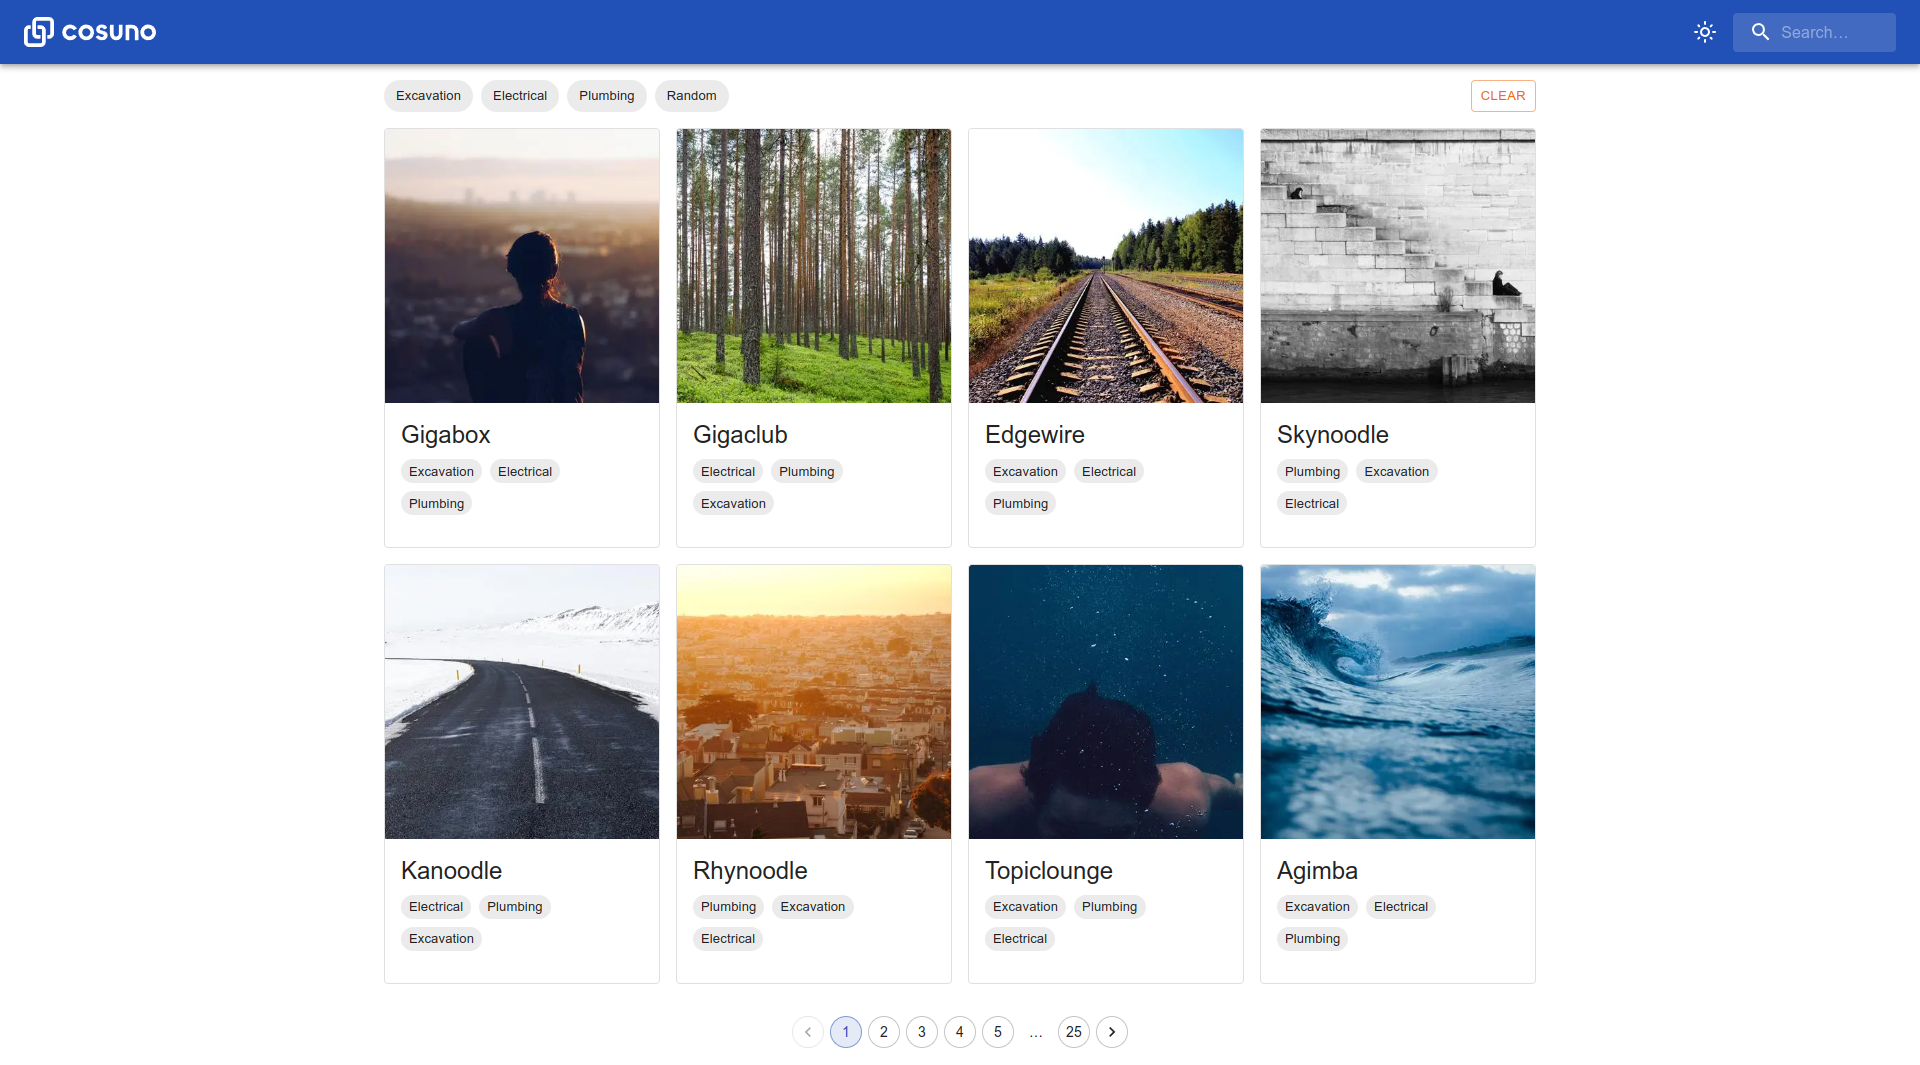 cosuno
Search…
Excavation Electrical Plumbing Random
CLEAR
Gigabox
Excavation Electrical
Plumbing
Gigaclub
Electrical Plumbing
Excavation
Edgewire
Excavation Electrical
Plumbing
Skynoodle
Plumbing Excavation
Electrical
Kanoodle
Electrical Plumbing
Excavation
Rhynoodle
Plumbing Excavation
Electrical
Topiclounge
Excavation Plumbing
Electrical
Agimba
Excavation Electrical
Plumbing
1 2 3 4 5 … 25